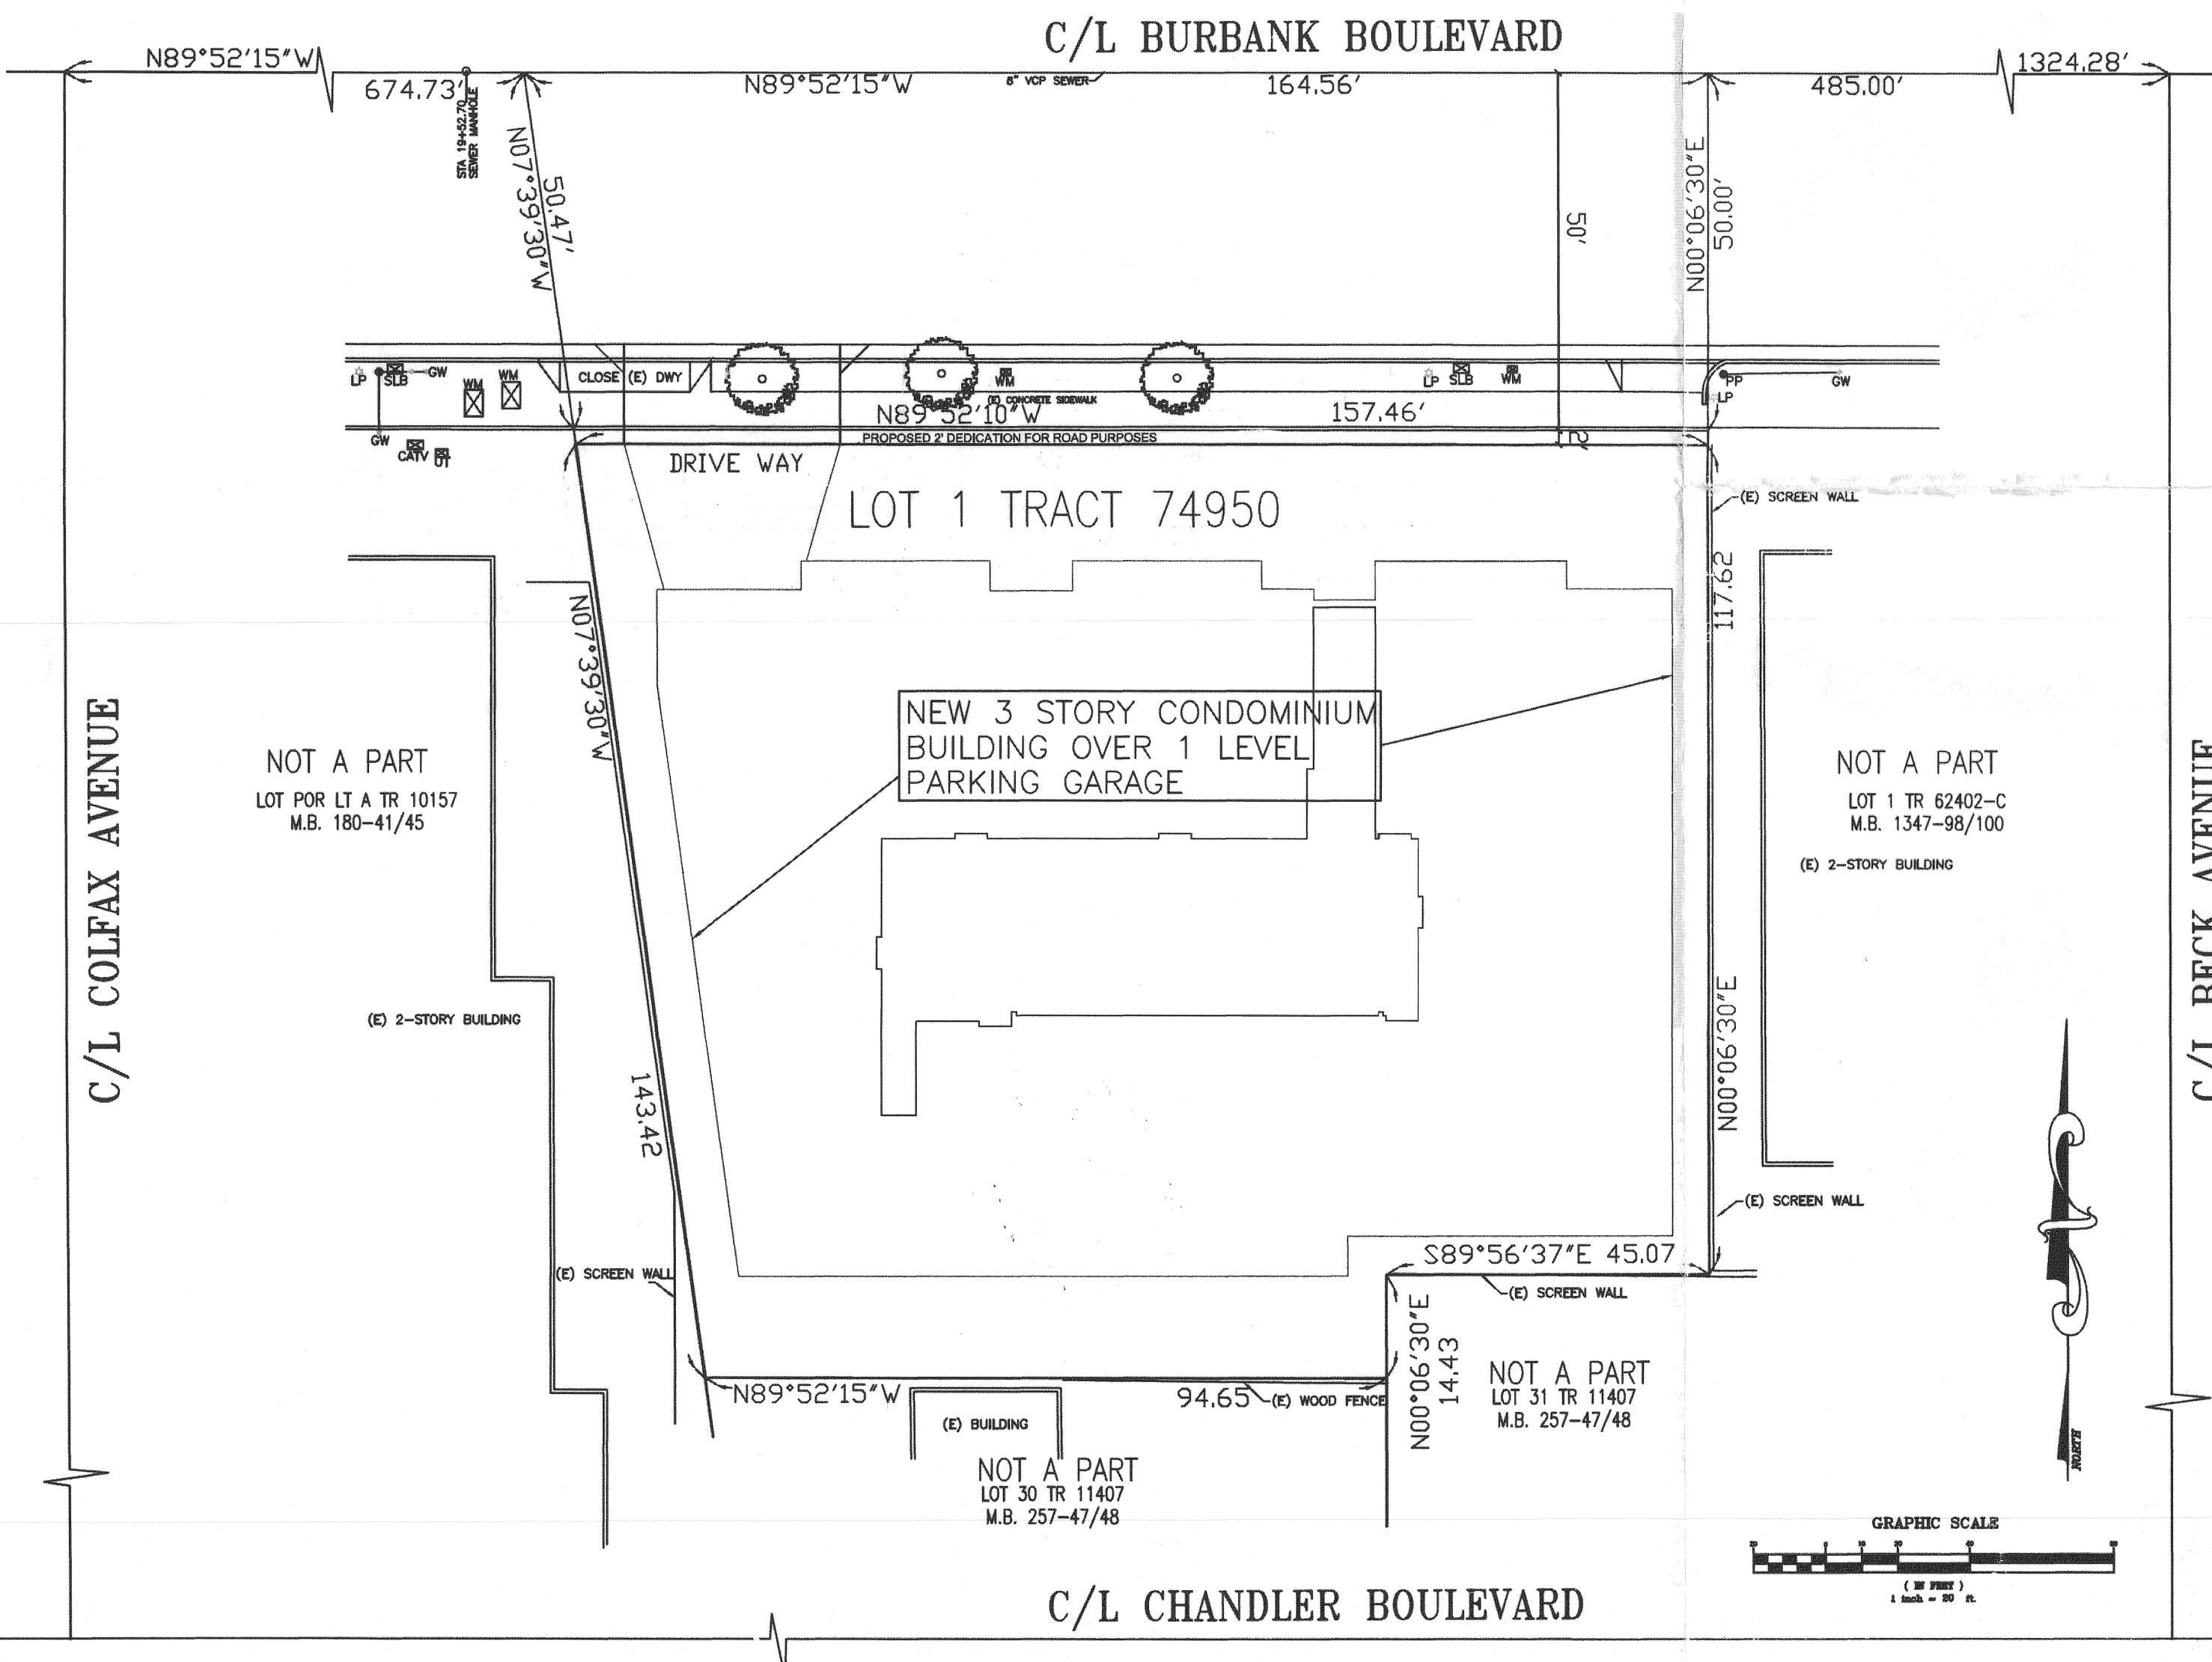 C/L BURBANK BOULEVARD
N89°52'15"W
1324.28'
674.73'
N89°52'15"W
8" VCP SEWER
164.56'
485.00'
STA 19+52.70
SEWER MANHOLE
N07°39'30"W
50.47'
50'
N00°06'30"E
50.00'
LP
SLB
GW
WM
WM
CLOSE (E) DWY
WM
LP
SLB
WM
PP
GW
LP
(E) CONCRETE SIDEWALK
N89°52'10"W
157.46'
GW
CATV
UT
PROPOSED 2' DEDICATION FOR ROAD PURPOSES
2'
DRIVE WAY
LOT 1 TRACT 74950
(E) SCREEN WALL
117.62
N07°39'30"W
NEW 3 STORY CONDOMINIUM
BUILDING OVER 1 LEVEL
PARKING GARAGE
C/L COLFAX AVENUE
NOT A PART
LOT POR LT A TR 10157
M.B. 180-41/45
NOT A PART
LOT 1 TR 62402-C
M.B. 1347-98/100
(E) 2-STORY BUILDING
C/L BECK AVENUE
(E) 2-STORY BUILDING
N00°06'30"E
143.42
(E) SCREEN WALL
(E) SCREEN WALL
S89°56'37"E 45.07
(E) SCREEN WALL
N00°06'30"E
14.43
N89°52'15"W
94.65
(E) WOOD FENCE
NOT A PART
LOT 31 TR 11407
M.B. 257-47/48
(E) BUILDING
NOT A PART
LOT 30 TR 11407
M.B. 257-47/48
NORTH
GRAPHIC SCALE
20 0 10 20 40 80
( IN FEET )
1 inch = 20 ft.
C/L CHANDLER BOULEVARD